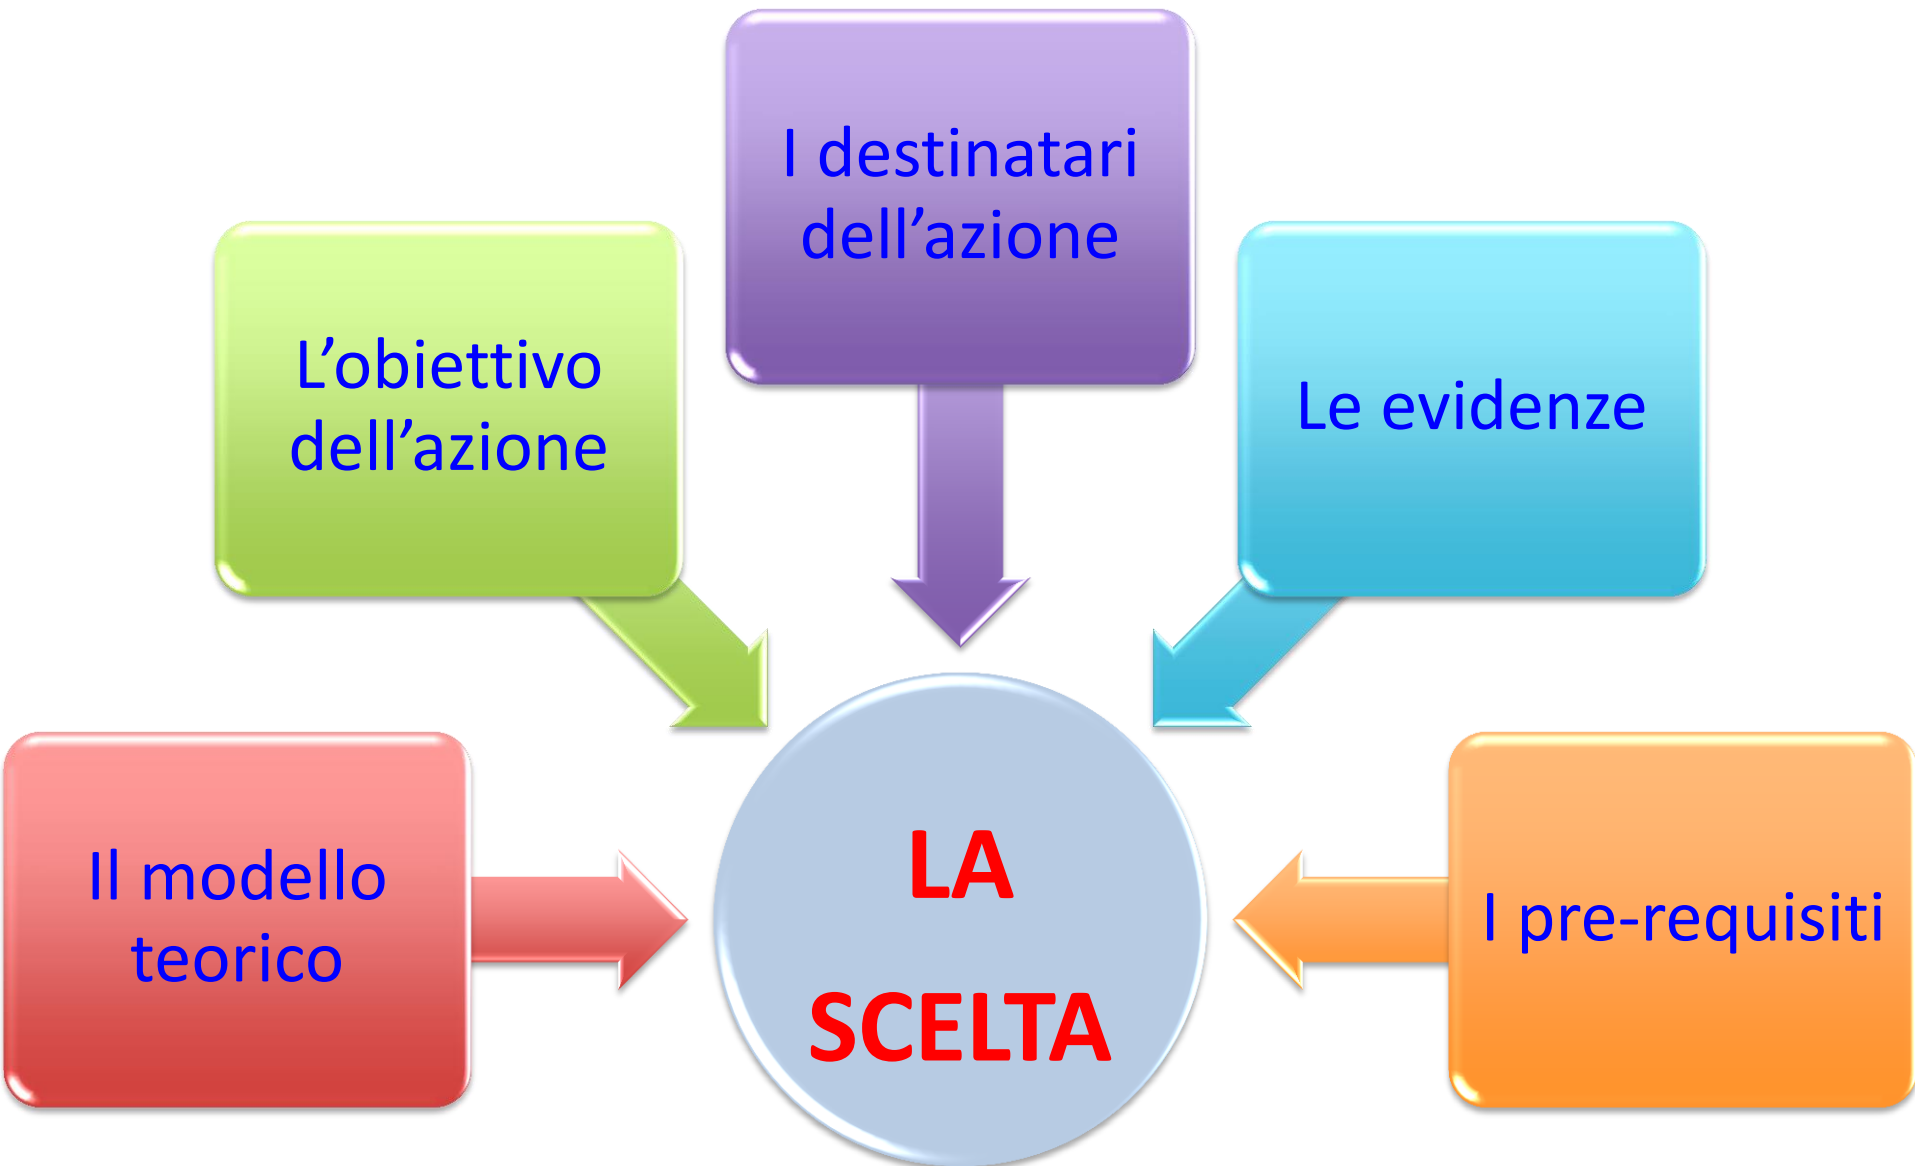 I destinatari
dell’azione
L’obiettivo
dell’azione
Le evidenze
Il modello
teorico
LA
SCELTA
I pre-requisiti